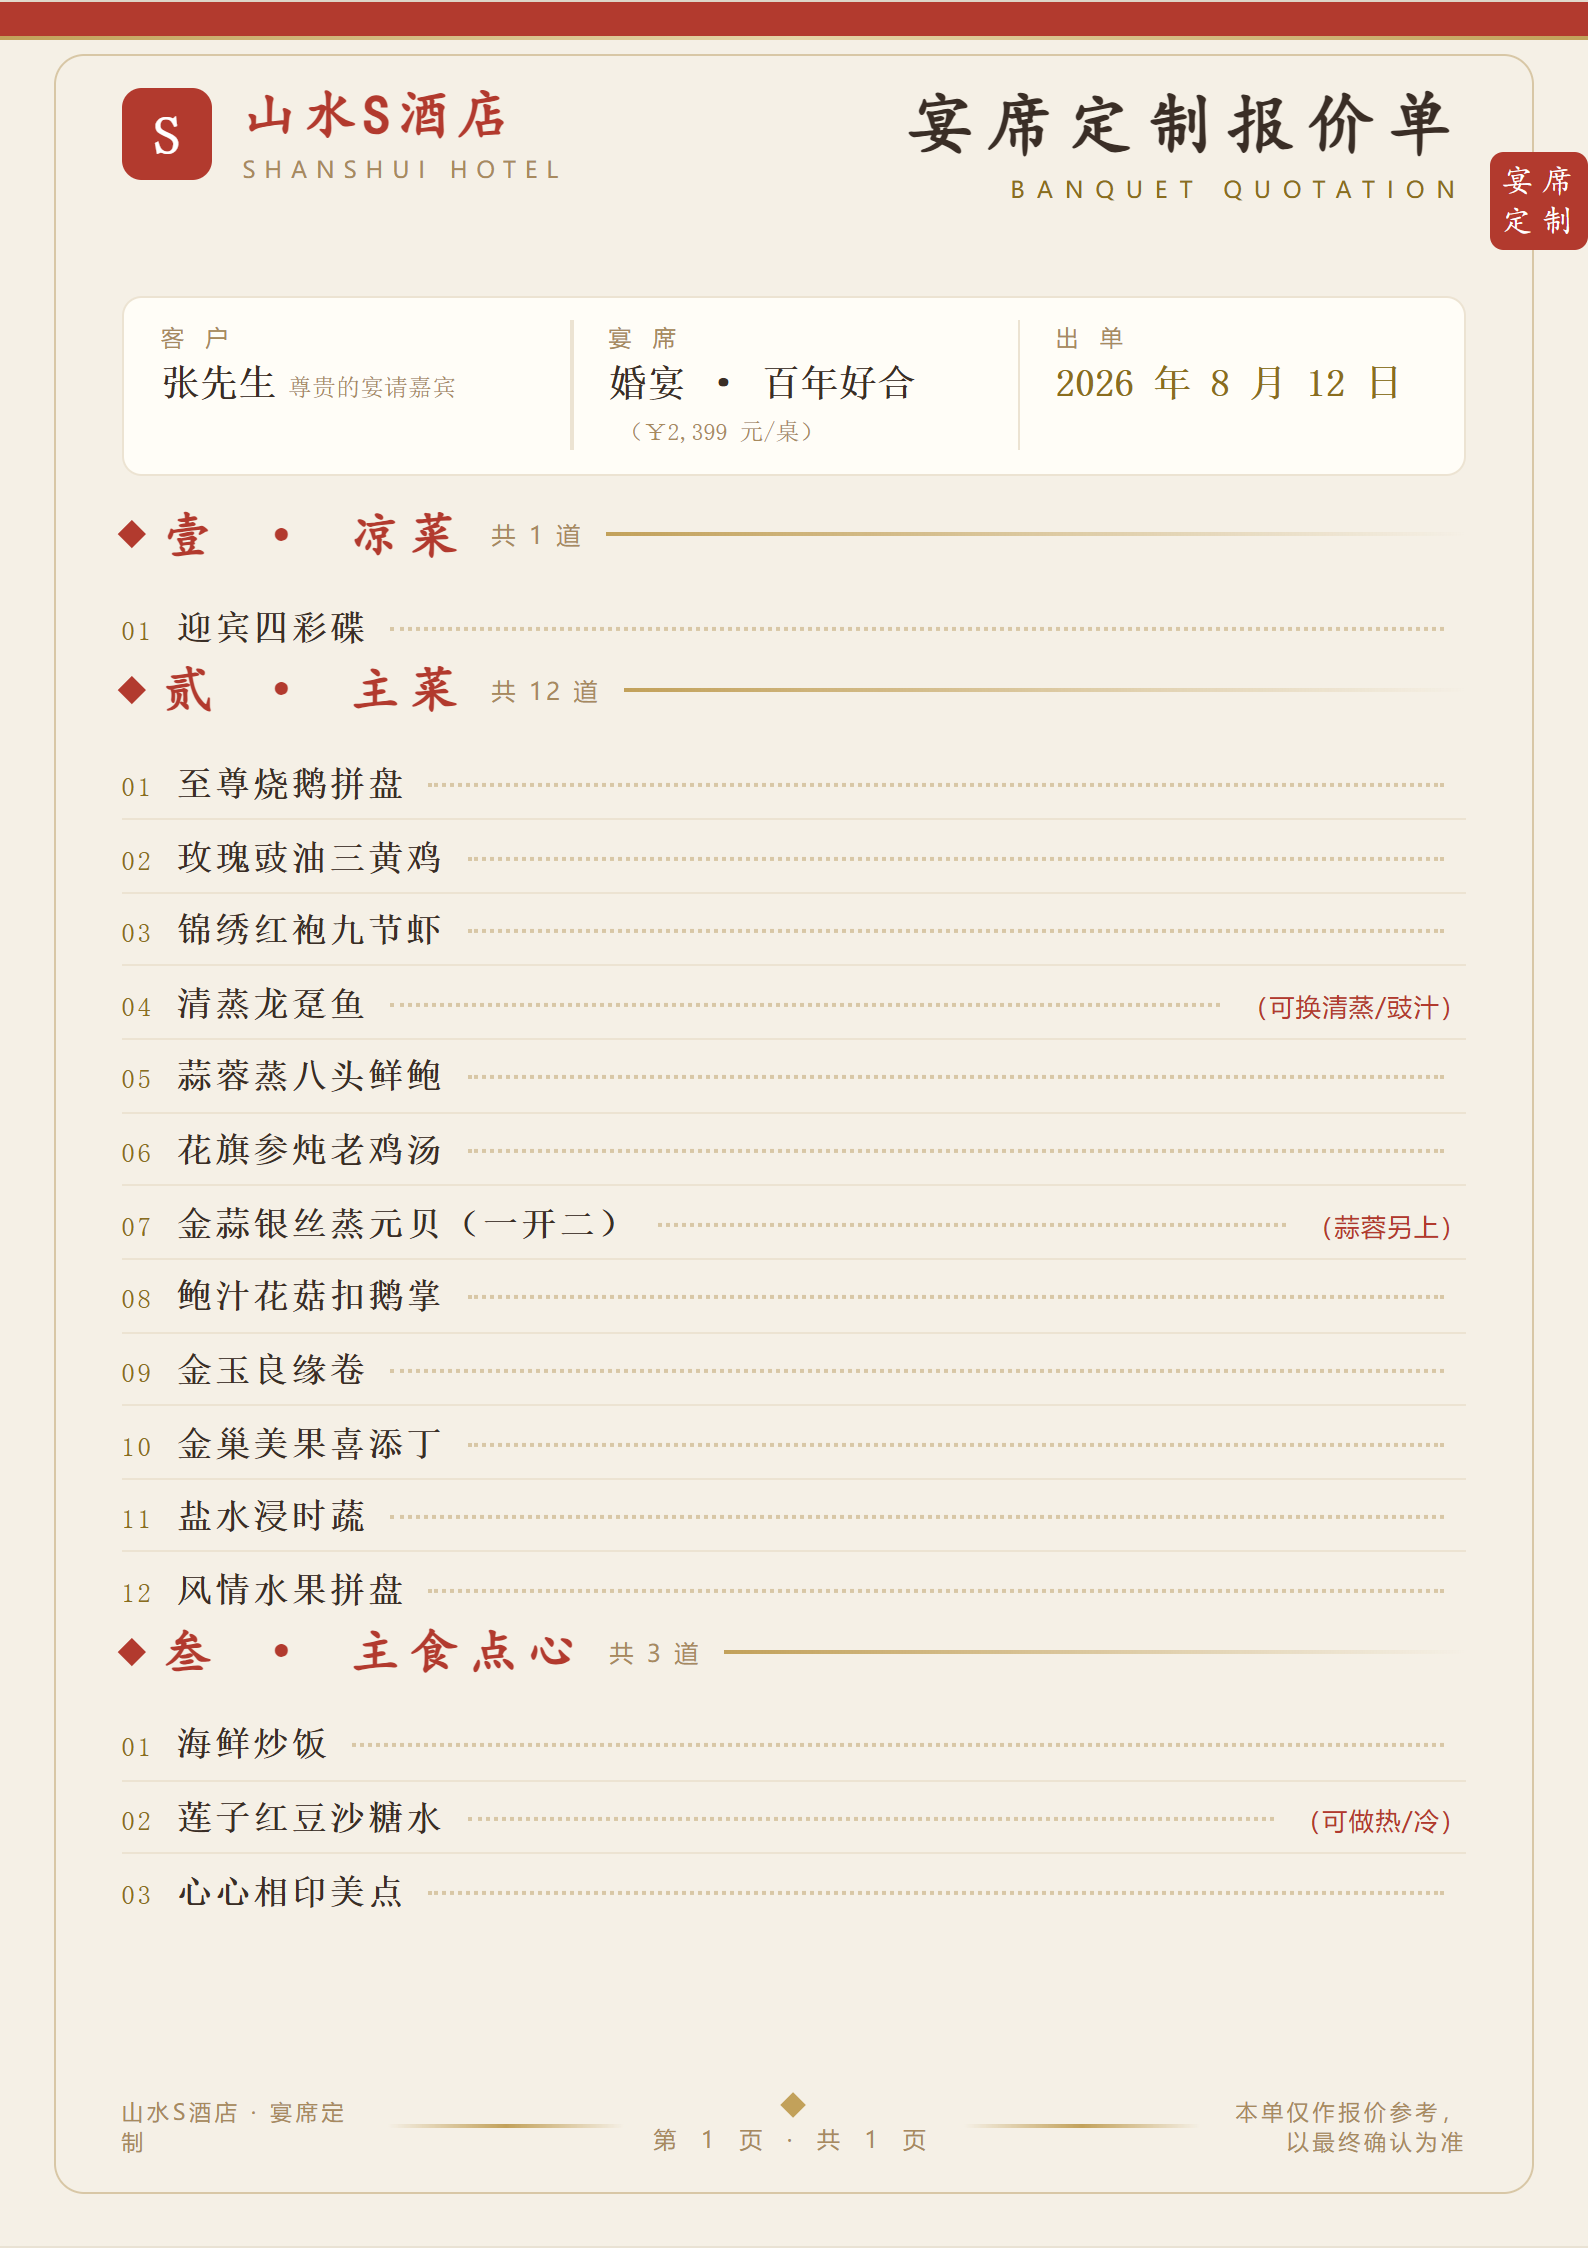 S
山水S酒店
SHANSHUI HOTEL
宴席定制报价单
BANQUET QUOTATION
宴席
定制
客户
张先生 尊贵的宴请嘉宾
宴席
婚宴 · 百年好合
（¥2,399 元/桌）
出单
2026 年 8 月 12 日
壹 · 凉菜 共 1 道
01 迎宾四彩碟
贰 · 主菜 共 12 道
01 至尊烧鹅拼盘
02 玫瑰豉油三黄鸡
03 锦绣红袍九节虾
04 清蒸龙趸鱼 (可换清蒸/豉汁)
05 蒜蓉蒸八头鲜鲍
06 花旗参炖老鸡汤
07 金蒜银丝蒸元贝（一开二） (蒜蓉另上)
08 鲍汁花菇扣鹅掌
09 金玉良缘卷
10 金巢美果喜添丁
11 盐水浸时蔬
12 风情水果拼盘
叁 · 主食点心 共 3 道
01 海鲜炒饭
02 莲子红豆沙糖水 (可做热/冷)
03 心心相印美点
山水S酒店 · 宴席定
制
第 1 页 · 共 1 页
本单仅作报价参考，
以最终确认为准